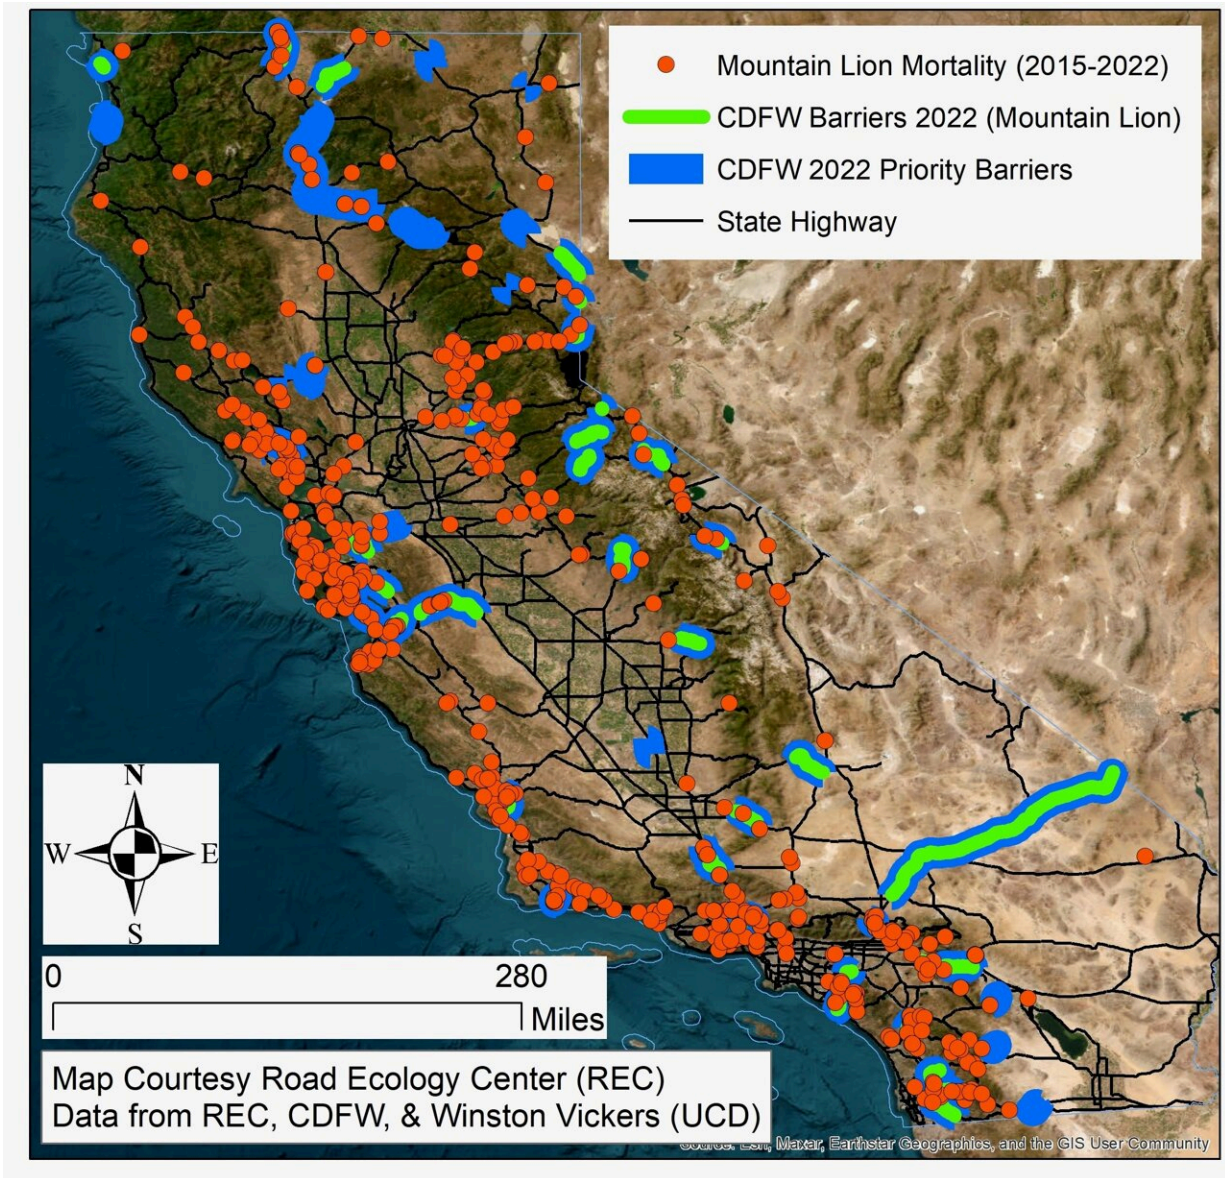 Mountain Lion Mortality (2015-2022)
CDFW Barriers 2022 (Mountain Lion)
CDFW 2022 Priority Barriers
State Highway
N
W E
S
0 280
Miles
Map Courtesy Road Ecology Center (REC)
Data from REC, CDFW, & Winston Vickers (UCD)
Source: Esri, Maxar, Earthstar Geographics, and the GIS User Community